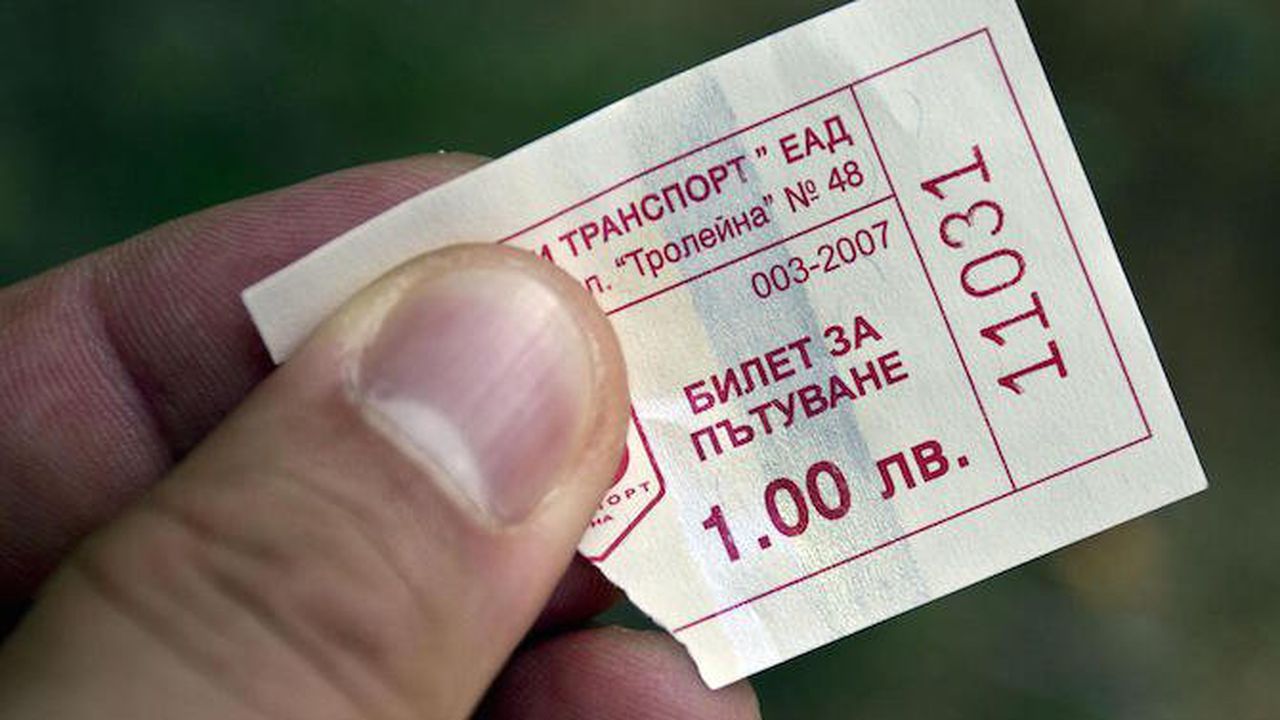 ТРАНСПОРТ" ЕАД
"Тролейна" № 48
003-2007
БИЛЕТ ЗА
ПЪТУВАНЕ
1.00 лв.
11031